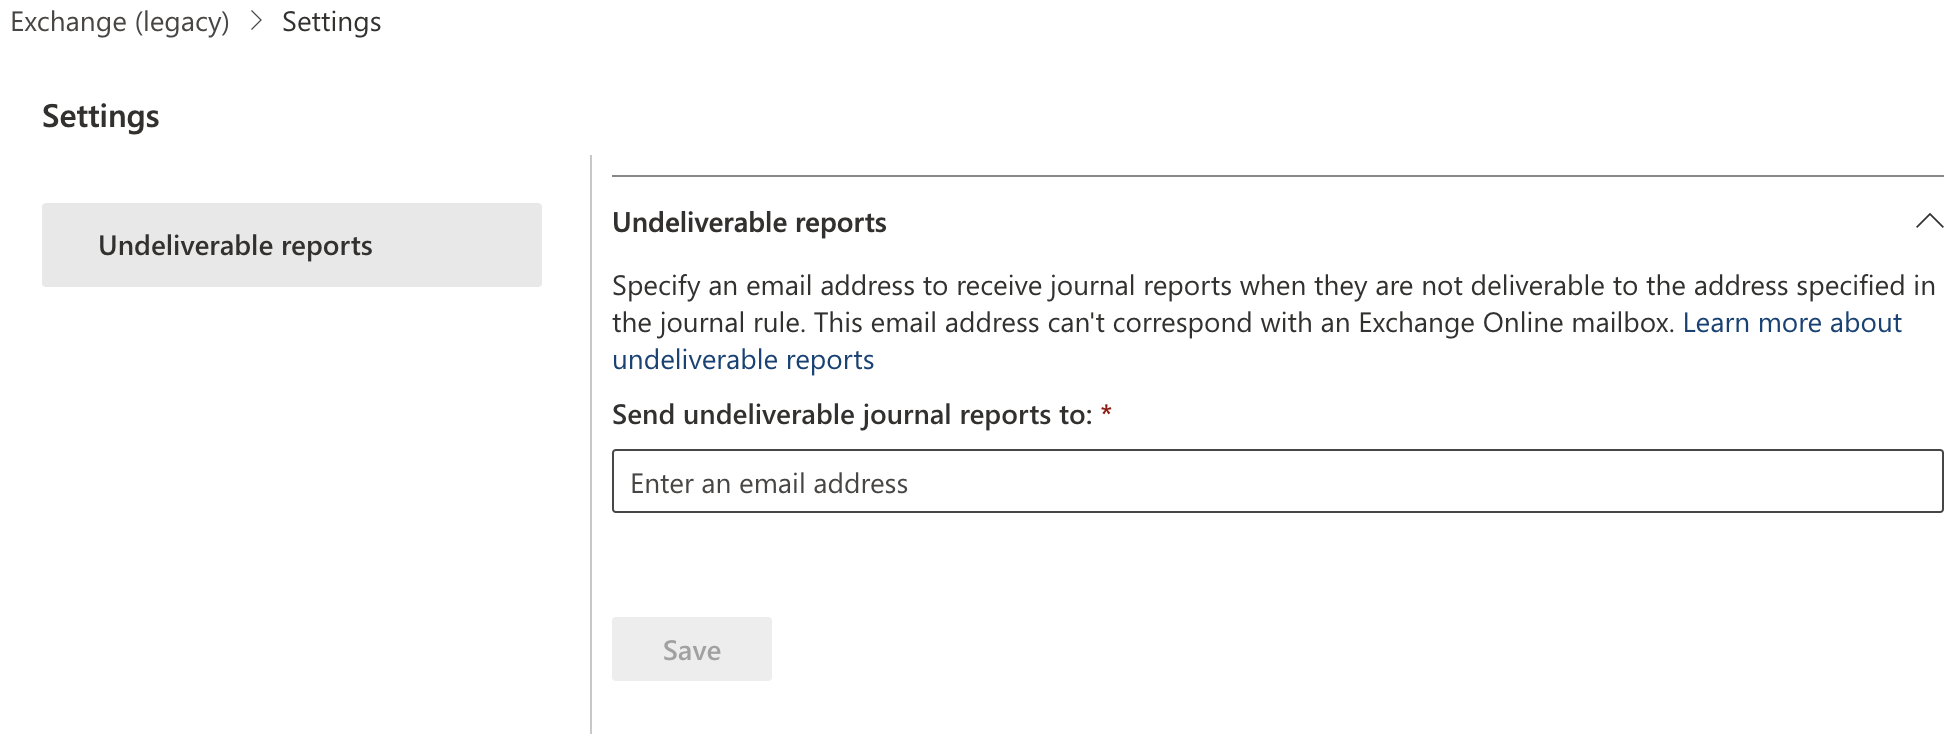 Exchange (legacy) > Settings
Settings
Undeliverable reports
Undeliverable reports
Specify an email address to receive journal reports when they are not deliverable to the address specified in
the journal rule. This email address can't correspond with an Exchange Online mailbox. Learn more about
undeliverable reports
Send undeliverable journal reports to: *
Enter an email address
Save